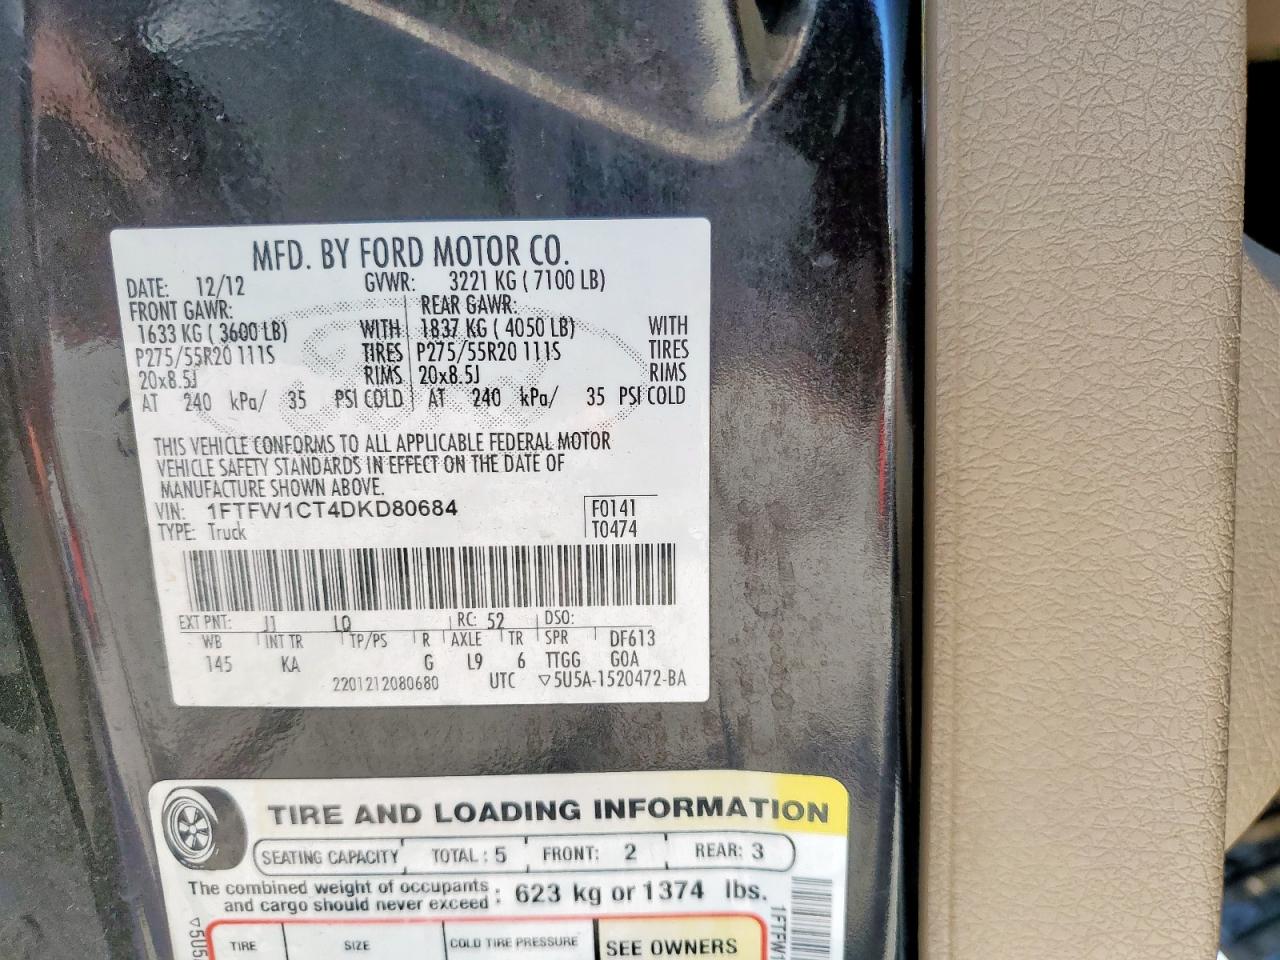 MFD. BY FORD MOTOR CO.
DATE: 12/12 GVWR: 3221 KG ( 7100 LB)
FRONT GAWR: REAR GAWR:
1633 KG ( 3600 LB) WITH 1837 KG ( 4050 LB) WITH
P275/55R20 111S TIRES P275/55R20 111S TIRES
20x8.5J RIMS 20x8.5J RIMS
AT 240 kPa/ 35 PSI COLD AT 240 kPa/ 35 PSI COLD
THIS VEHICLE CONFORMS TO ALL APPLICABLE FEDERAL MOTOR
VEHICLE SAFETY STANDARDS IN EFFECT ON THE DATE OF
MANUFACTURE SHOWN ABOVE.
VIN: 1FTFW1CT4DKD80684 F0141
TYPE: Truck T0474
EXT PNT: J1 LQ RC: 52 DSO:
WB INT TR TP/PS R AXLE TR SPR DF613
145 KA G L9 6 TTGG G0A
2201212080680 UTC ▽5U5A-1520472-BA
TIRE AND LOADING INFORMATION
SEATING CAPACITY TOTAL : 5 FRONT: 2 REAR: 3
The combined weight of occupants
and cargo should never exceed : 623 kg or 1374 lbs.
TIRE SIZE COLD TIRE PRESSURE SEE OWNERS
▽5U5
1FTFW1